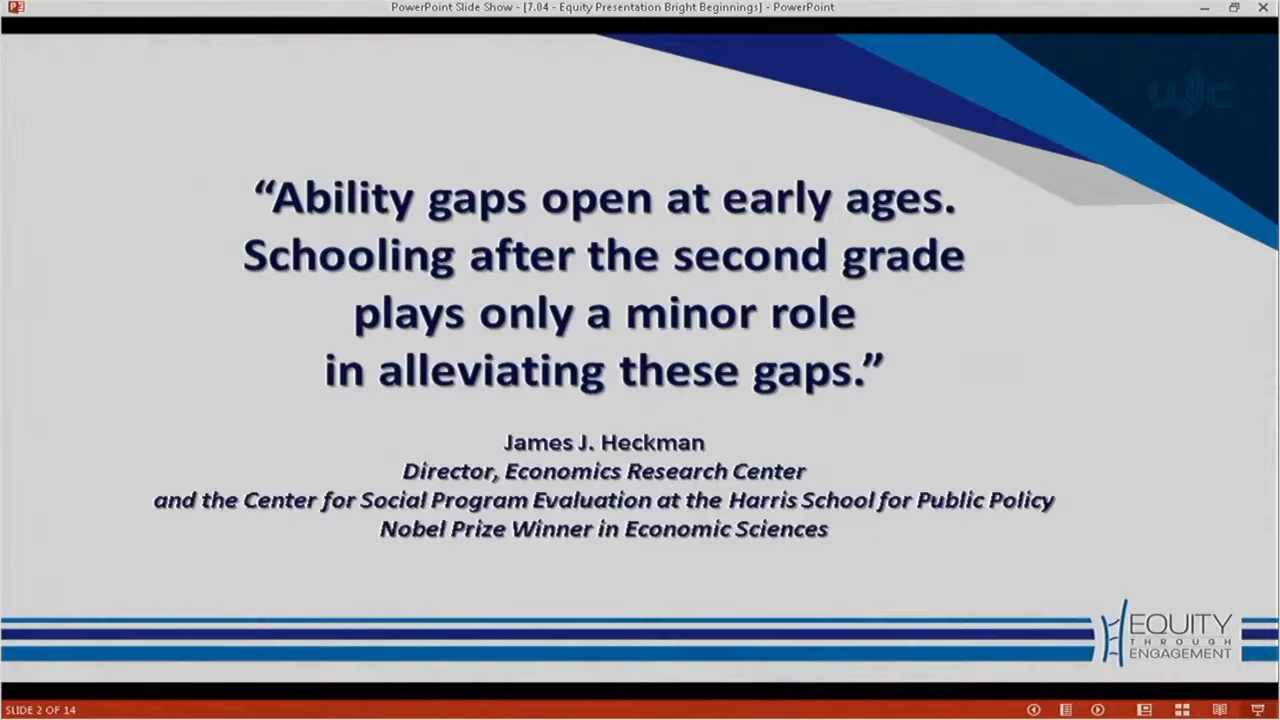 PowerPoint Slide Show - [7.04 - Equity Presentation Bright Beginnings] - PowerPoint
“Ability gaps open at early ages.
Schooling after the second grade
plays only a minor role
in alleviating these gaps.”
James J. Heckman
Director, Economics Research Center
and the Center for Social Program Evaluation at the Harris School for Public Policy
Nobel Prize Winner in Economic Sciences
EQUITY
THROUGH
ENGAGEMENT
SLIDE 2 OF 14